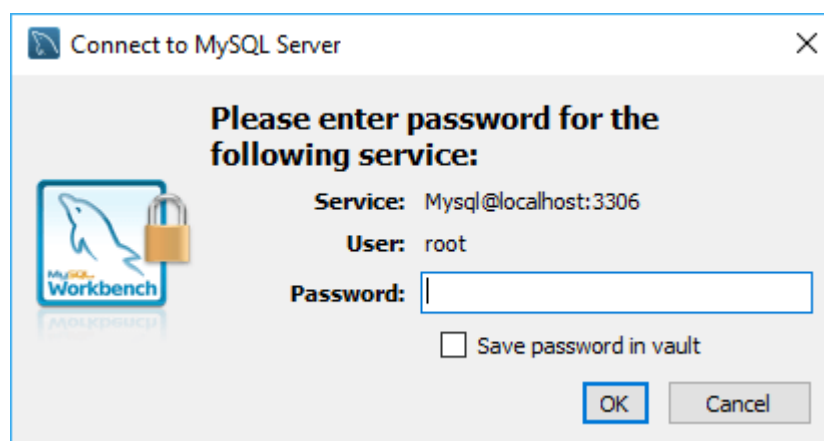 Connect to MySQL Server
Please enter password for the
following service:
Service: Mysql@localhost:3306
User: root
Password:
MySQL
Workbench
Save password in vault
OK Cancel